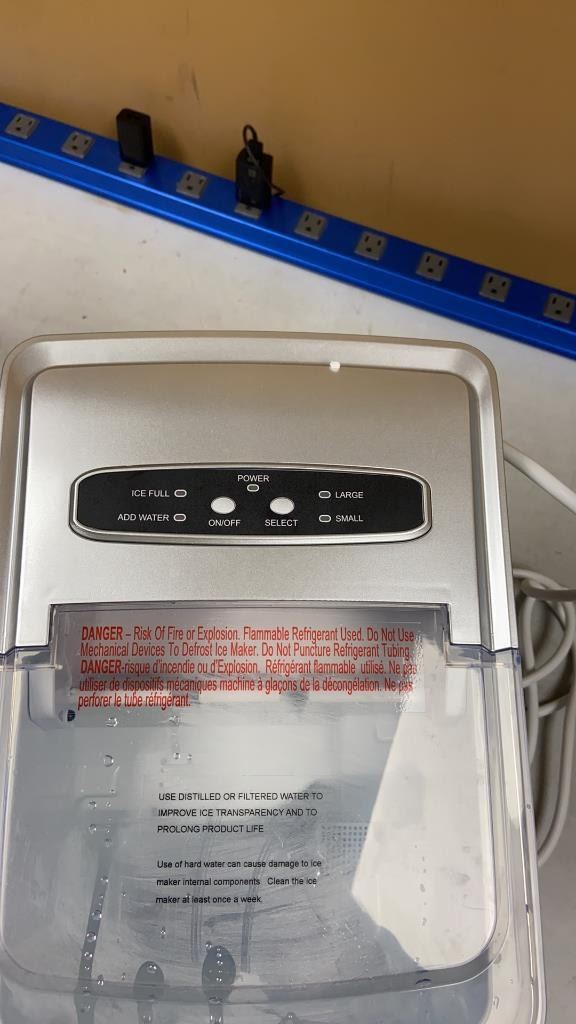 POWER
ICE FULL
LARGE
ADD WATER
ON/OFF
SELECT
SMALL
DANGER – Risk Of Fire or Explosion. Flammable Refrigerant Used. Do Not Use
Mechanical Devices To Defrost Ice Maker. Do Not Puncture Refrigerant Tubing.
DANGER-risque d'incendie ou d'Explosion. Réfrigérant flammable utilisé. Ne pas
utiliser de dispositifs mécaniques machine à glaçons de la décongélation. Ne pas
perforer le tube réfrigérant.
USE DISTILLED OR FILTERED WATER TO
IMPROVE ICE TRANSPARENCY AND TO
PROLONG PRODUCT LIFE
Use of hard water can cause damage to ice
maker internal components Clean the ice
maker at least once a week.